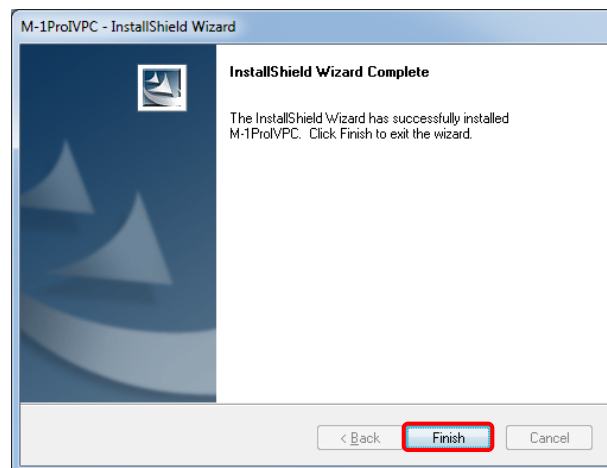 M-1ProIVPC - InstallShield Wizard
InstallShield Wizard Complete
The InstallShield Wizard has successfully installed
M-1ProIVPC. Click Finish to exit the wizard.
< Back
Finish
Cancel